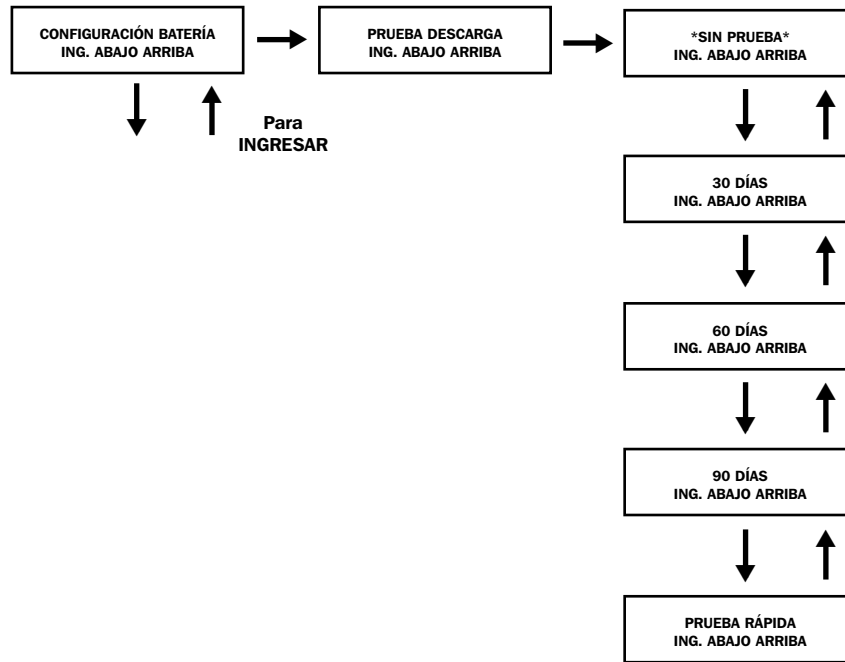 CONFIGURACIÓN BATERÍA
ING. ABAJO ARRIBA
PRUEBA DESCARGA
ING. ABAJO ARRIBA
*SIN PRUEBA*
ING. ABAJO ARRIBA
Para
INGRESAR
30 DÍAS
ING. ABAJO ARRIBA
60 DÍAS
ING. ABAJO ARRIBA
90 DÍAS
ING. ABAJO ARRIBA
PRUEBA RÁPIDA
ING. ABAJO ARRIBA